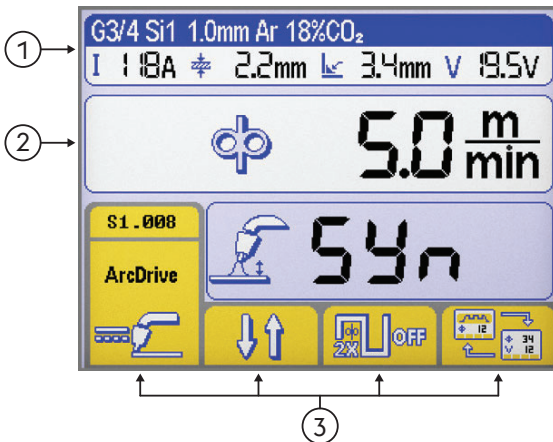 G3/4 Si1 1.0mm Ar 18%CO₂
I 118A 2.2mm 3.4mm V 19.5V
1
2
5.0 m/min
S1.008
ArcDrive
Syn
2X OFF
12
34
V 12
3